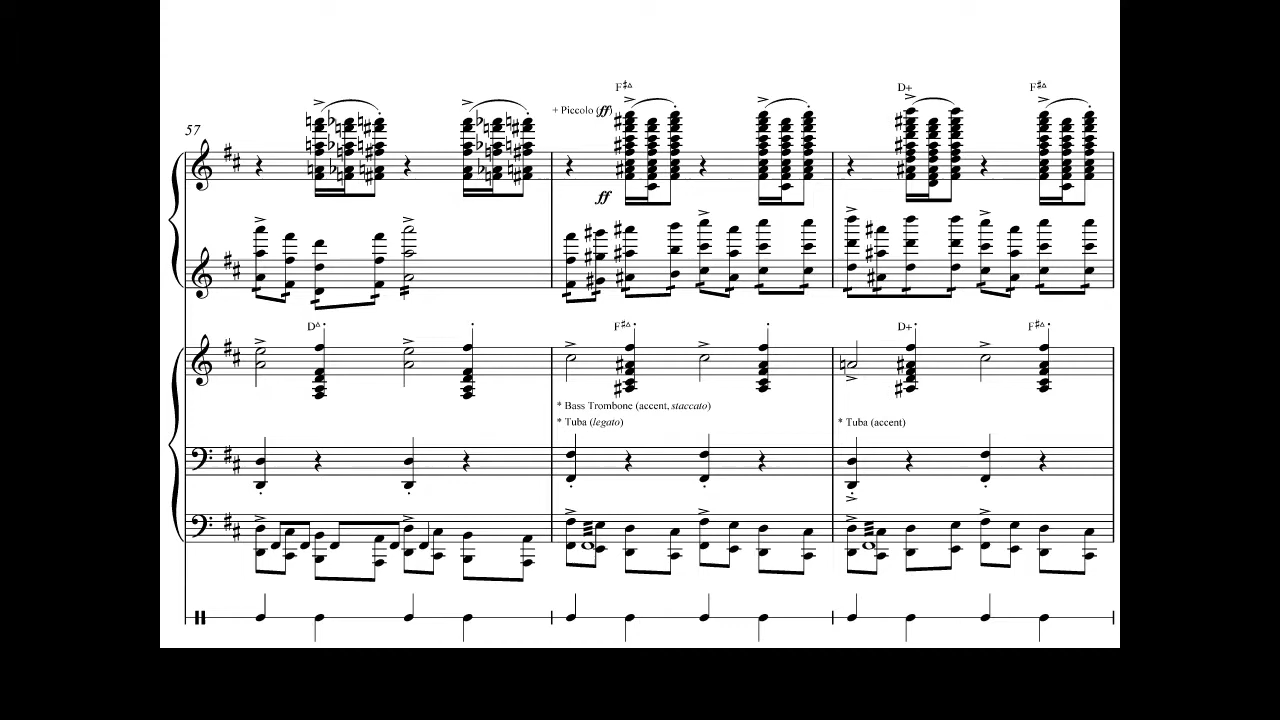 F♯△
D+
F♯△
+ Piccolo (ff)
57
ff
D△
F♯△
D+
F♯△
* Bass Trombone (accent, staccato)
* Tuba (legato)
* Tuba (accent)